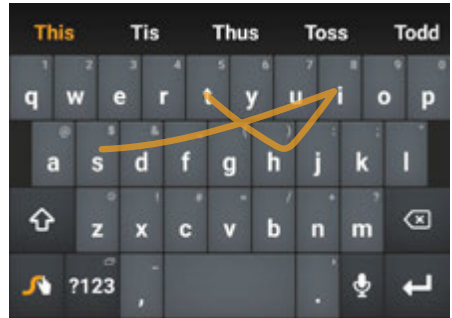 This Tis Thus Toss Todd
1 2 3 4 5 6 7 8 9 0
q w e r t y u i o p
@ $ & ( ) : ; "
a s d f g h j k l
! # = / + ?
z x c v b n m
?123 , .